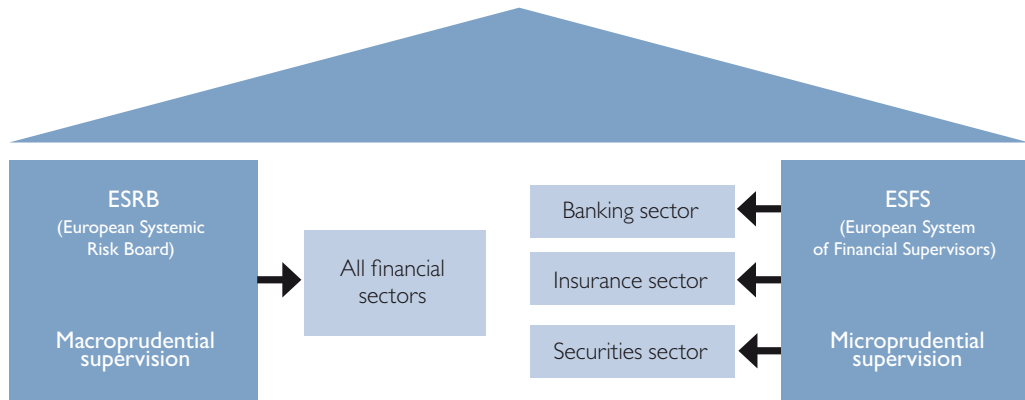 ESRB
(European Systemic
Risk Board)
Macroprudential
supervision
All financial
sectors
Banking sector
Insurance sector
Securities sector
ESFS
(European System
of Financial Supervisors)
Microprudential
supervision